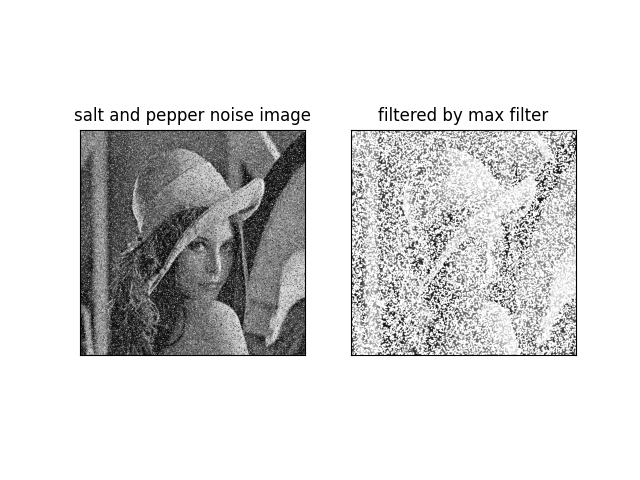 salt and pepper noise image
filtered by max filter